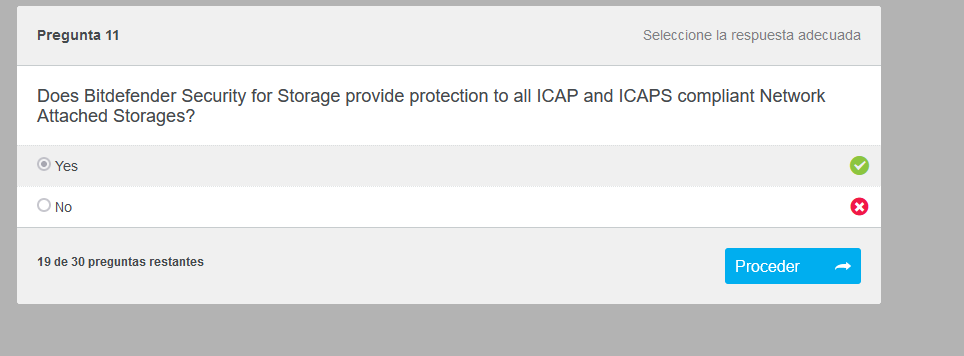 Pregunta 11
Seleccione la respuesta adecuada
Does Bitdefender Security for Storage provide protection to all ICAP and ICAPS compliant Network
Attached Storages?
Yes
No
19 de 30 preguntas restantes
Proceder